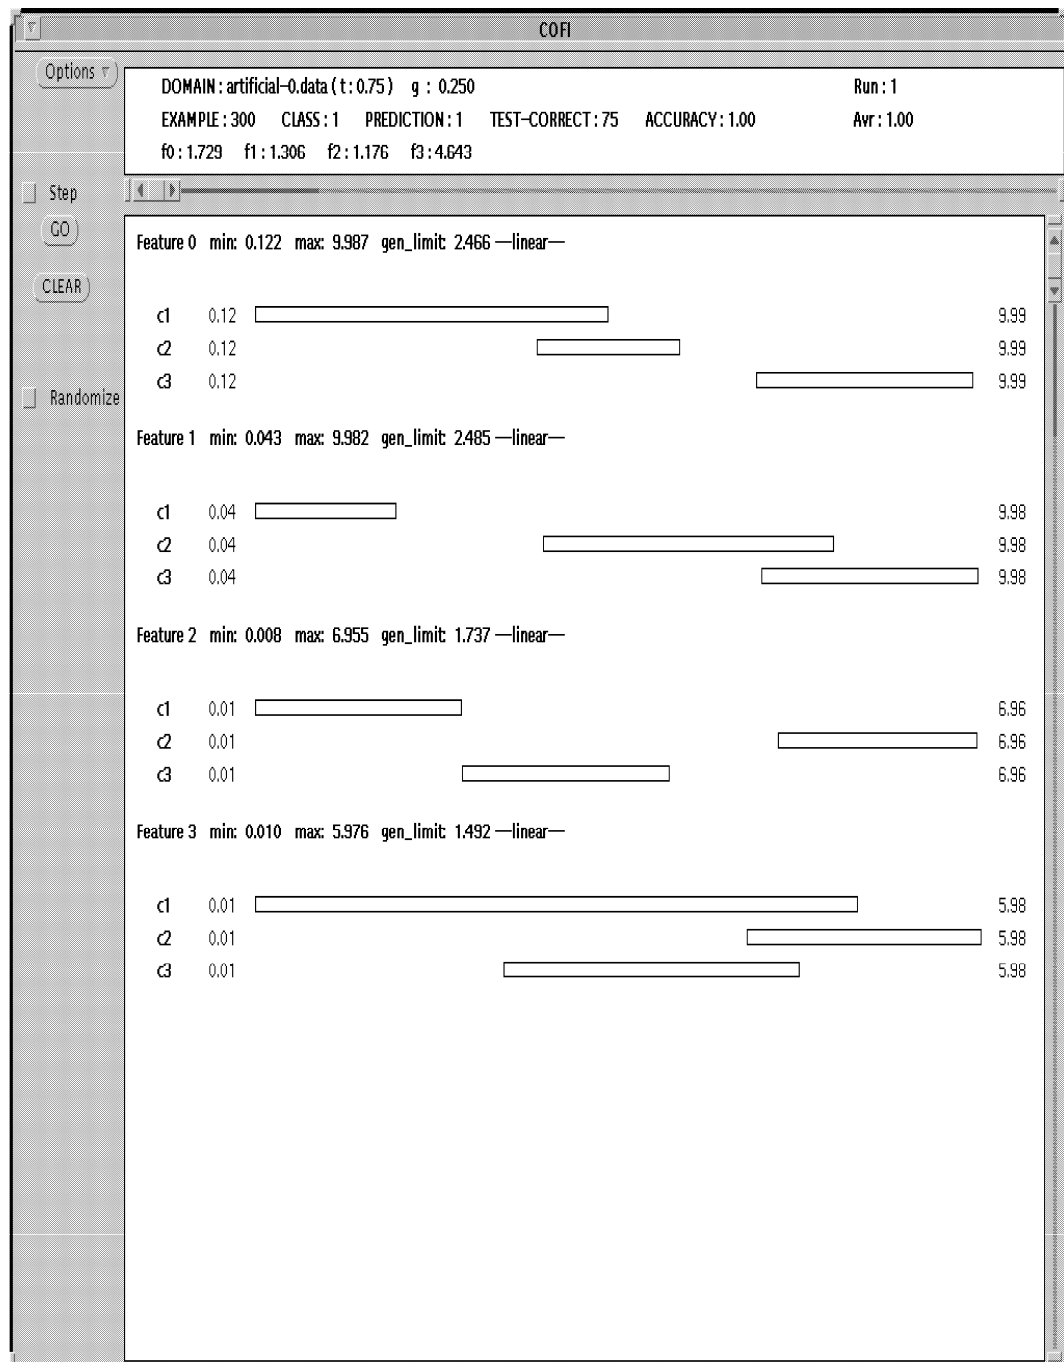 COFI
Options
DOMAIN : artificial-0.data ( t : 0.75 ) g : 0.250 Run : 1
EXAMPLE : 300 CLASS : 1 PREDICTION : 1 TEST-CORRECT : 75 ACCURACY : 1.00 Avr : 1.00
f0 : 1.729 f1 : 1.306 f2 : 1.176 f3 : 4.643
Step
GO
CLEAR
Randomize
Feature 0 min: 0.122 max: 9.987 gen_limit: 2.466 —linear—
c1 0.12 9.99
c2 0.12 9.99
c3 0.12 9.99
Feature 1 min: 0.043 max: 9.982 gen_limit: 2.485 —linear—
c1 0.04 9.98
c2 0.04 9.98
c3 0.04 9.98
Feature 2 min: 0.008 max: 6.955 gen_limit: 1.737 —linear—
c1 0.01 6.96
c2 0.01 6.96
c3 0.01 6.96
Feature 3 min: 0.010 max: 5.976 gen_limit: 1.492 —linear—
c1 0.01 5.98
c2 0.01 5.98
c3 0.01 5.98